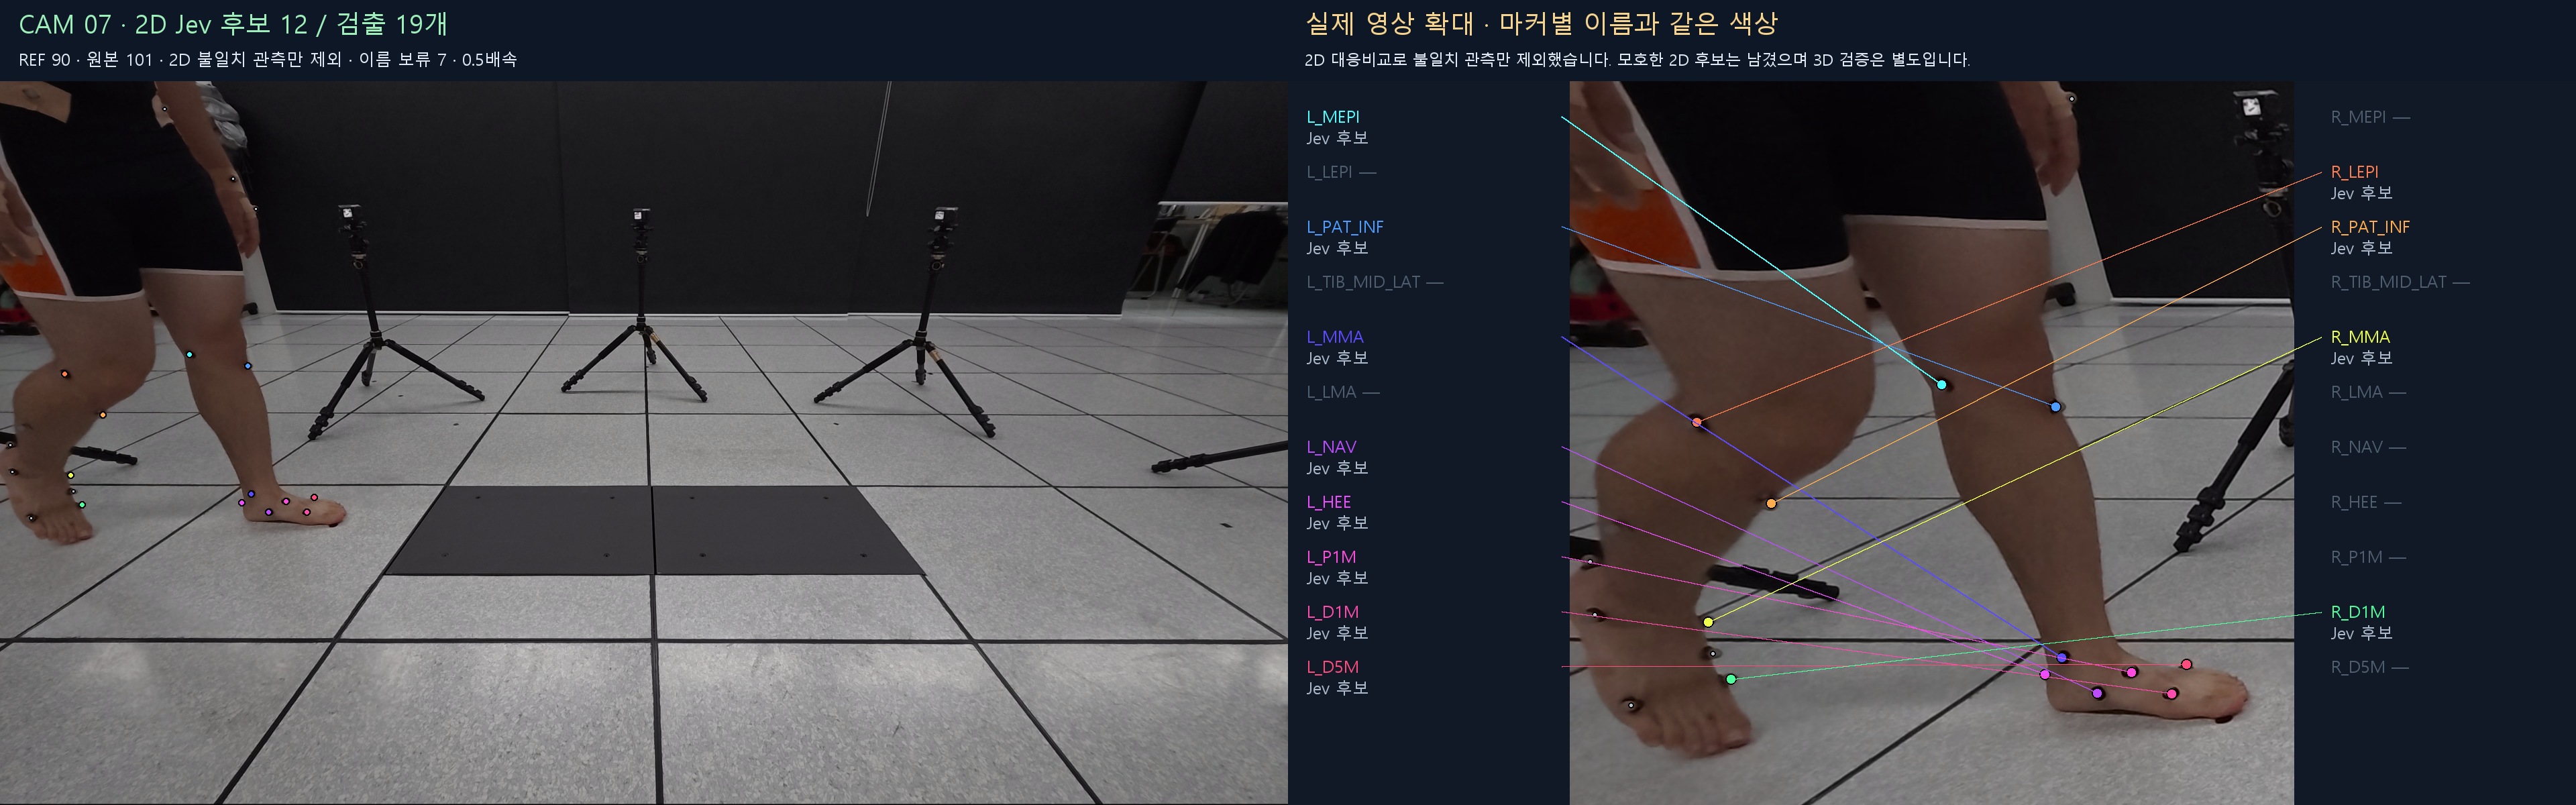 CAM 07 · 2D Jev 후보 12 / 검출 19개
REF 90 · 원본 101 · 2D 불일치 관측만 제외 · 이름 보류 7 · 0.5배속
실제 영상 확대 · 마커별 이름과 같은 색상
2D 대응비교로 불일치 관측만 제외했습니다. 모호한 2D 후보는 남겼으며 3D 검증은 별도입니다.
L_MEPI
Jev 후보
L_LEPI —
L_PAT_INF
Jev 후보
L_TIB_MID_LAT —
L_MMA
Jev 후보
L_LMA —
L_NAV
Jev 후보
L_HEE
Jev 후보
L_P1M
Jev 후보
L_D1M
Jev 후보
L_D5M
Jev 후보
R_MEPI —
R_LEPI
Jev 후보
R_PAT_INF
Jev 후보
R_TIB_MID_LAT —
R_MMA
Jev 후보
R_LMA —
R_NAV —
R_HEE —
R_P1M —
R_D1M
Jev 후보
R_D5M —